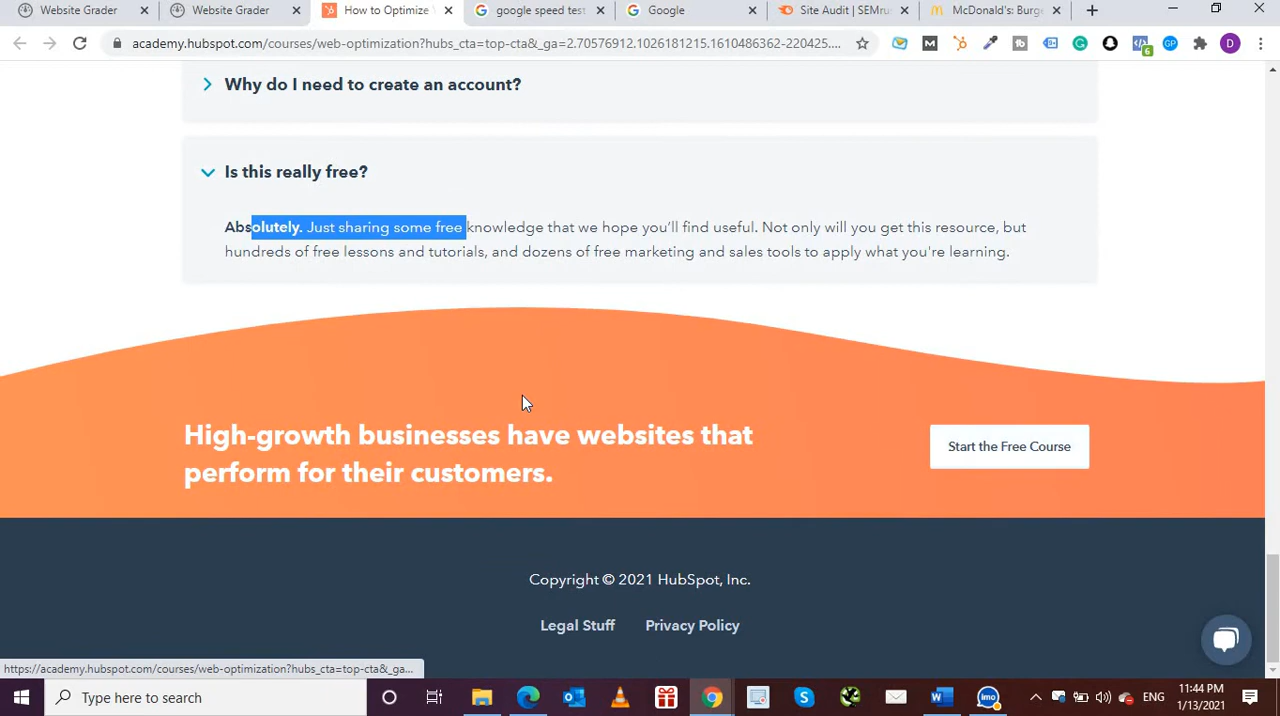 Website Grader
Website Grader
How to Optimize
google speed test
Google
Site Audit | SEMru
McDonald's: Burge
academy.hubspot.com/courses/web-optimization?hubs_cta=top-cta&_ga=2.70576912.1026181215.1610486362-220425....
Why do I need to create an account?
Is this really free?
Absolutely. Just sharing some free knowledge that we hope you'll find useful. Not only will you get this resource, but
hundreds of free lessons and tutorials, and dozens of free marketing and sales tools to apply what you're learning.
High-growth businesses have websites that
perform for their customers.
Start the Free Course
Copyright © 2021 HubSpot, Inc.
Legal Stuff Privacy Policy
https://academy.hubspot.com/courses/web-optimization?hubs_cta=top-cta&_ga...
Type here to search
ENG
11:44 PM
1/13/2021